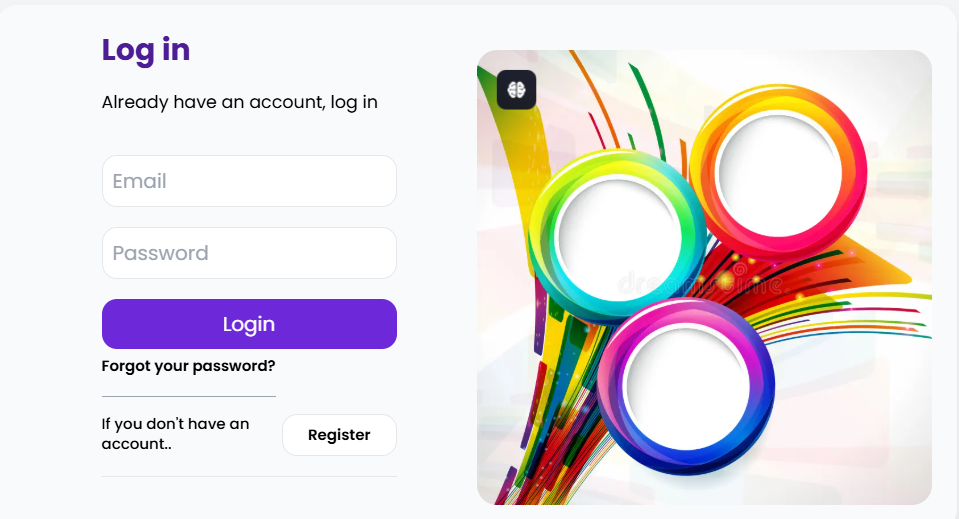 Log in
Already have an account, log in
Email
Password
Login
Forgot your password?
If you don't have an
account..
Register
dreamstime